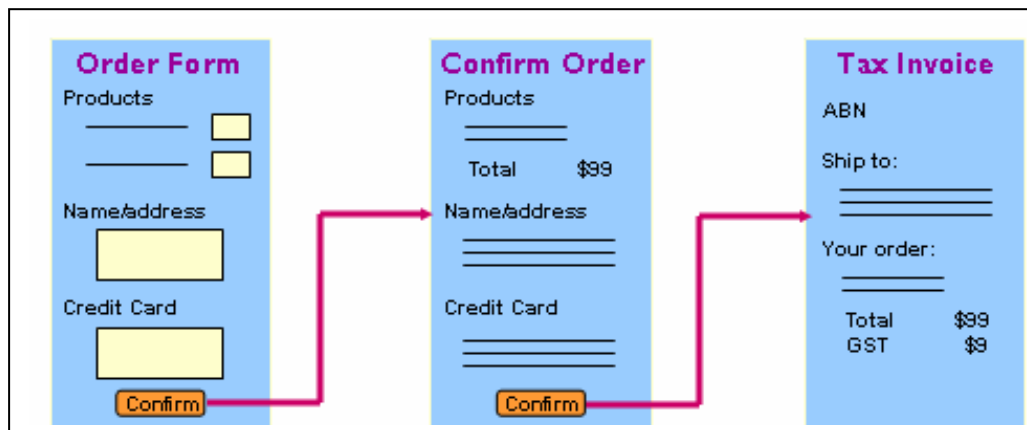 Order Form
Products
Name/address
Credit Card
Confirm
Confirm Order
Products
Total $99
Name/address
Credit Card
Confirm
Tax Invoice
ABN
Ship to:
Your order:
Total $99
GST $9